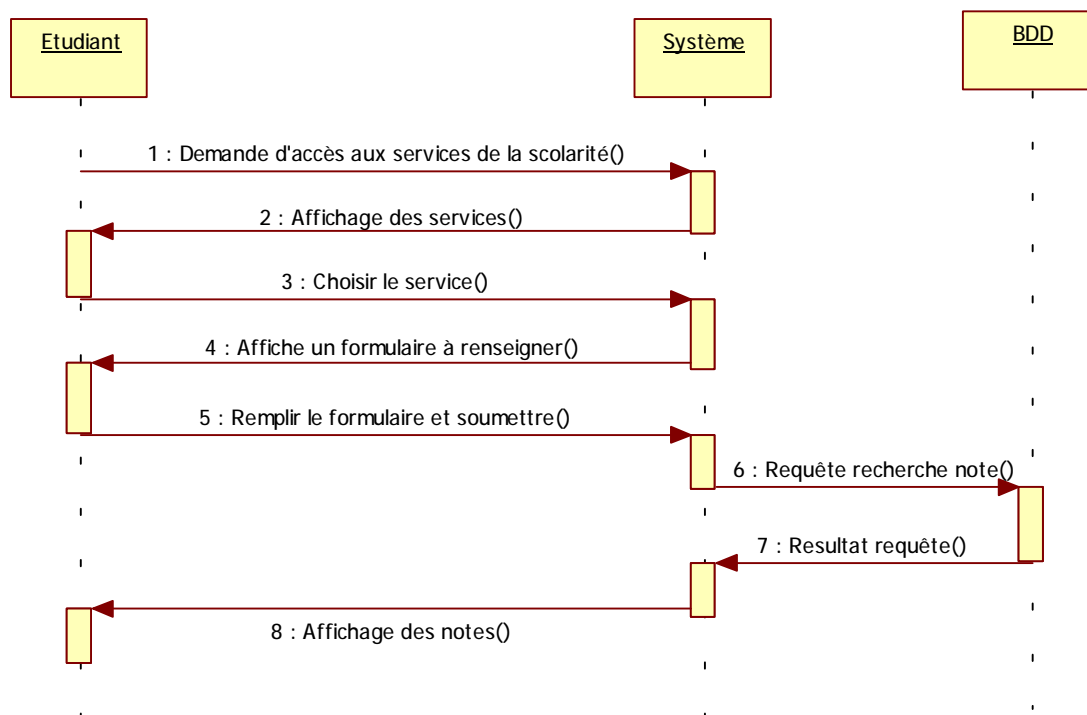 Etudiant
Système
BDD
1 : Demande d'accès aux services de la scolarité()
2 : Affichage des services()
3 : Choisir le service()
4 : Affiche un formulaire à renseigner()
5 : Remplir le formulaire et soumettre()
6 : Requête recherche note()
7 : Resultat requête()
8 : Affichage des notes()